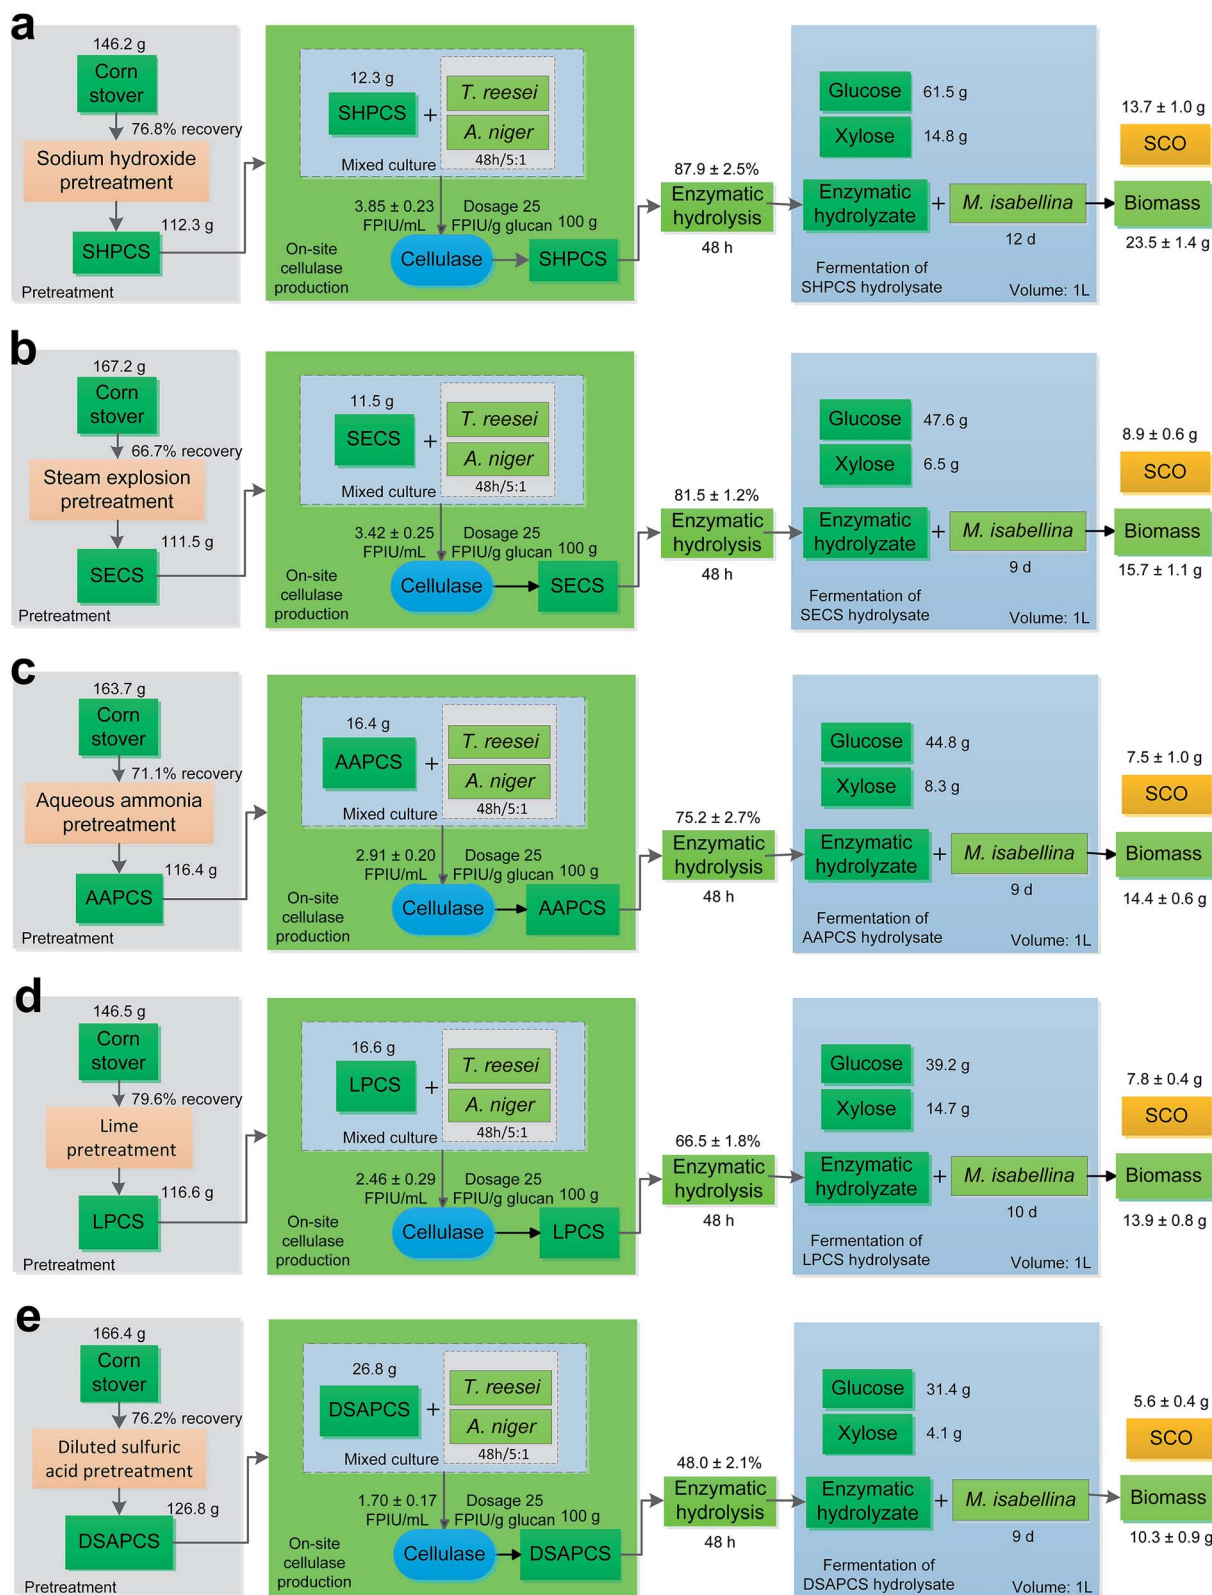 a
146.2 g
Corn
stover
76.8% recovery
Sodium hydroxide
pretreatment
112.3 g
SHPCS
Pretreatment
12.3 g
SHPCS
+
T. reesei
A. niger
48h/5:1
Mixed culture
3.85 ± 0.23
FPIU/mL
Dosage 25
FPIU/g glucan
100 g
On-site
cellulase
production
Cellulase
SHPCS
87.9 ± 2.5%
Enzymatic
hydrolysis
48 h
Glucose
61.5 g
Xylose
14.8 g
Enzymatic
hydrolyzate
+
M. isabellina
12 d
Fermentation of
SHPCS hydrolysate
Volume: 1L
13.7 ± 1.0 g
SCO
Biomass
23.5 ± 1.4 g
b
167.2 g
Corn
stover
66.7% recovery
Steam explosion
pretreatment
111.5 g
SECS
Pretreatment
11.5 g
SECS
+
T. reesei
A. niger
48h/5:1
Mixed culture
3.42 ± 0.25
FPIU/mL
Dosage 25
FPIU/g glucan
100 g
On-site
cellulase
production
Cellulase
SECS
81.5 ± 1.2%
Enzymatic
hydrolysis
48 h
Glucose
47.6 g
Xylose
6.5 g
Enzymatic
hydrolyzate
+
M. isabellina
9 d
Fermentation of
SECS hydrolysate
Volume: 1L
8.9 ± 0.6 g
SCO
Biomass
15.7 ± 1.1 g
c
163.7 g
Corn
stover
71.1% recovery
Aqueous ammonia
pretreatment
116.4 g
AAPCS
Pretreatment
16.4 g
AAPCS
+
T. reesei
A. niger
48h/5:1
Mixed culture
2.91 ± 0.20
FPIU/mL
Dosage 25
FPIU/g glucan
100 g
On-site
cellulase
production
Cellulase
AAPCS
75.2 ± 2.7%
Enzymatic
hydrolysis
48 h
Glucose
44.8 g
Xylose
8.3 g
Enzymatic
hydrolyzate
+
M. isabellina
9 d
Fermentation of
AAPCS hydrolysate
Volume: 1L
7.5 ± 1.0 g
SCO
Biomass
14.4 ± 0.6 g
d
146.5 g
Corn
stover
79.6% recovery
Lime
pretreatment
116.6 g
LPCS
Pretreatment
16.6 g
LPCS
+
T. reesei
A. niger
48h/5:1
Mixed culture
2.46 ± 0.29
FPIU/mL
Dosage 25
FPIU/g glucan
100 g
On-site
cellulase
production
Cellulase
LPCS
66.5 ± 1.8%
Enzymatic
hydrolysis
48 h
Glucose
39.2 g
Xylose
14.7 g
Enzymatic
hydrolyzate
+
M. isabellina
10 d
Fermentation of
LPCS hydrolysate
Volume: 1L
7.8 ± 0.4 g
SCO
Biomass
13.9 ± 0.8 g
e
166.4 g
Corn
stover
76.2% recovery
Diluted sulfuric
acid pretreatment
126.8 g
DSAPCS
Pretreatment
26.8 g
DSAPCS
+
T. reesei
A. niger
48h/5:1
Mixed culture
1.70 ± 0.17
FPIU/mL
Dosage 25
FPIU/g glucan
100 g
On-site
cellulase
production
Cellulase
DSAPCS
48.0 ± 2.1%
Enzymatic
hydrolysis
48 h
Glucose
31.4 g
Xylose
4.1 g
Enzymatic
hydrolyzate
+
M. isabellina
9 d
Fermentation of
DSAPCS hydrolysate
Volume: 1L
5.6 ± 0.4 g
SCO
Biomass
10.3 ± 0.9 g